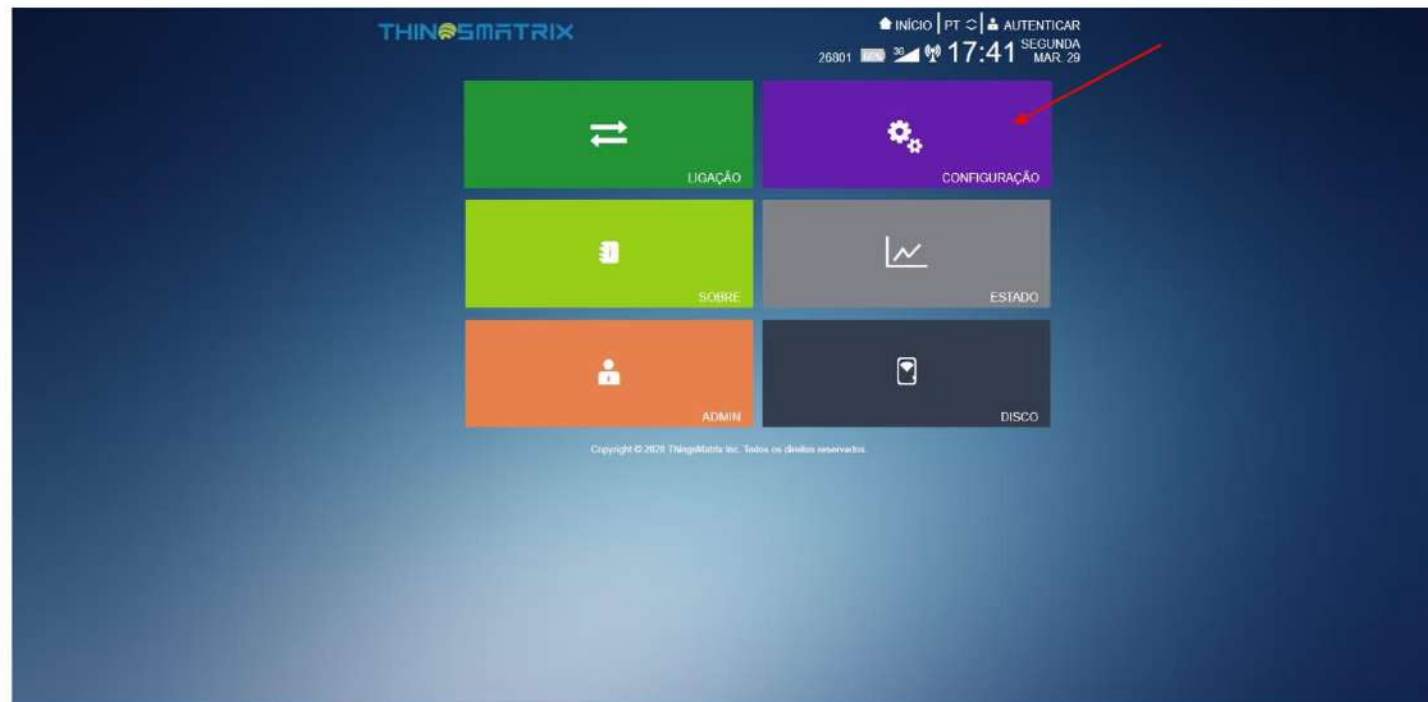 THINGSMATRIX
INÍCIO | PT | AUTENTICAR
26801 3G 17:41 SEGUNDA
MAR. 29
LIGAÇÃO
CONFIGURAÇÃO
SOBRE
ESTADO
ADMIN
DISCO
Copyright © 2020 ThingsMatrix Inc. Todos os direitos reservados.